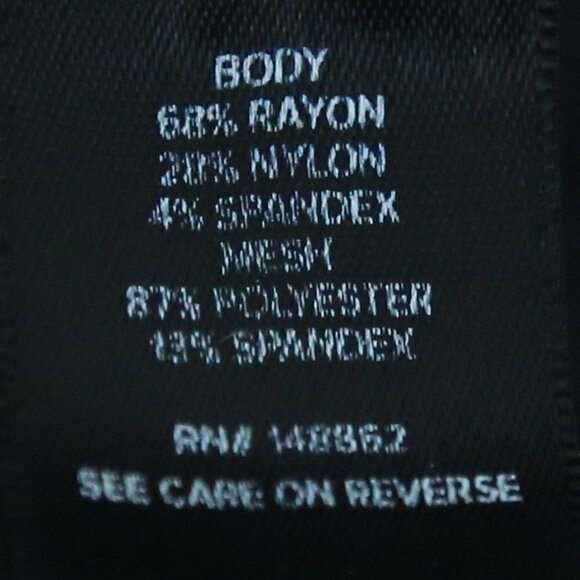 BODY
68% RAYON
28% NYLON
4% SPANDEX
MESH
87% POLYESTER
13% SPANDEX
RN# 148862
SEE CARE ON REVERSE